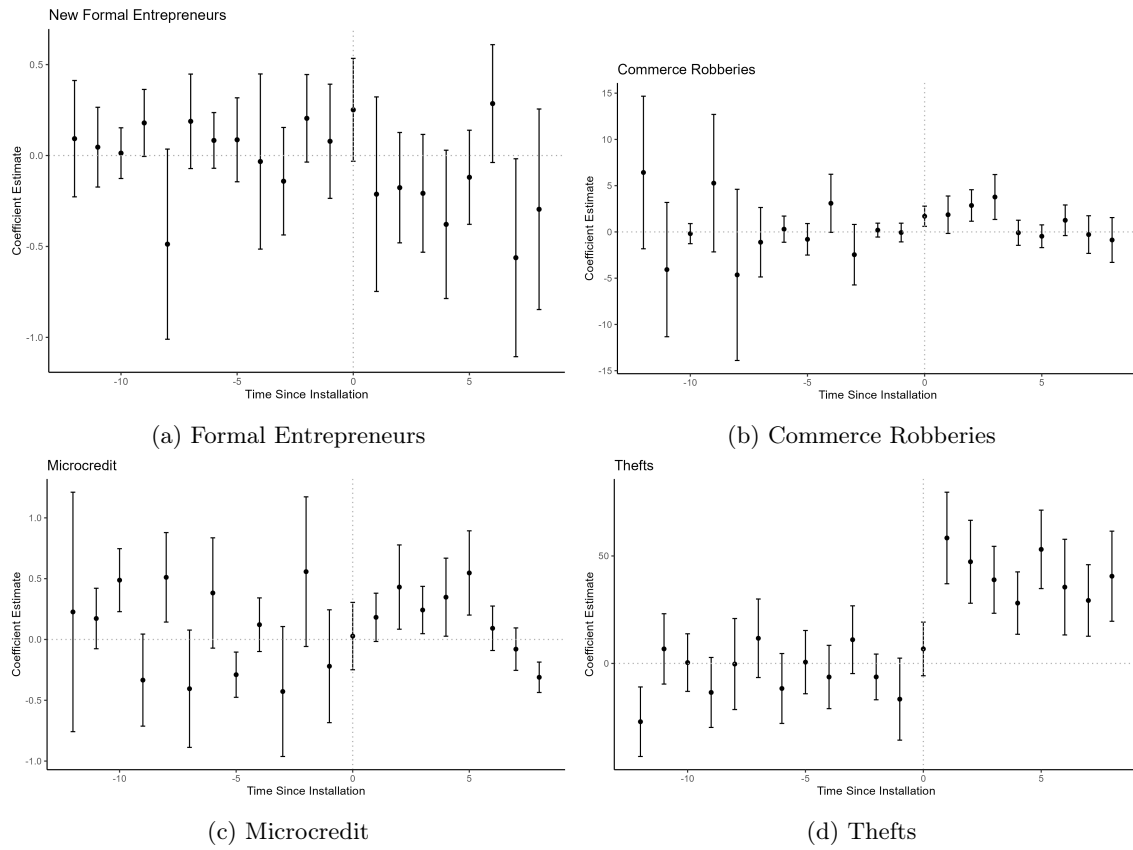 New Formal Entrepreneurs
0.5
0.0
-0.5
-1.0
Coefficient Estimate
-10
-5
0
5
Time Since Installation
(a) Formal Entrepreneurs
Commerce Robberies
15
10
5
0
-5
-10
-15
Coefficient Estimate
-10
-5
0
5
Time Since Installation
(b) Commerce Robberies
Microcredit
1.0
0.5
0.0
-0.5
-1.0
Coefficient Estimate
-10
-5
0
5
Time Since Installation
(c) Microcredit
Thefts
50
0
Coefficient Estimate
-10
-5
0
5
Time Since Installation
(d) Thefts